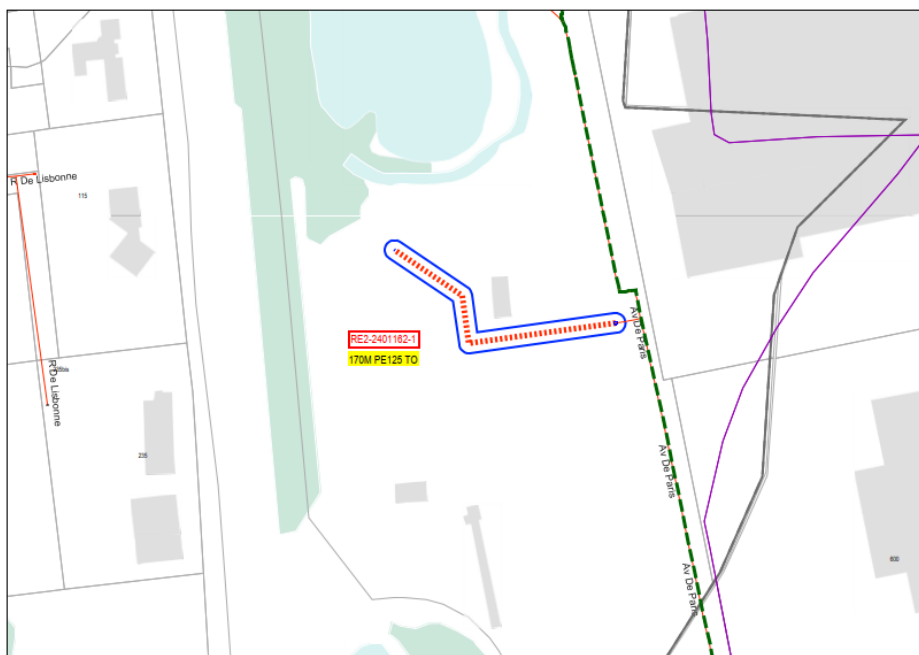 R De Lisbonne
115
RE2-2401162-1
170M PE125 TO
Av De Paris
R De Lisbonne
235
Av De Paris
600
Av De Paris